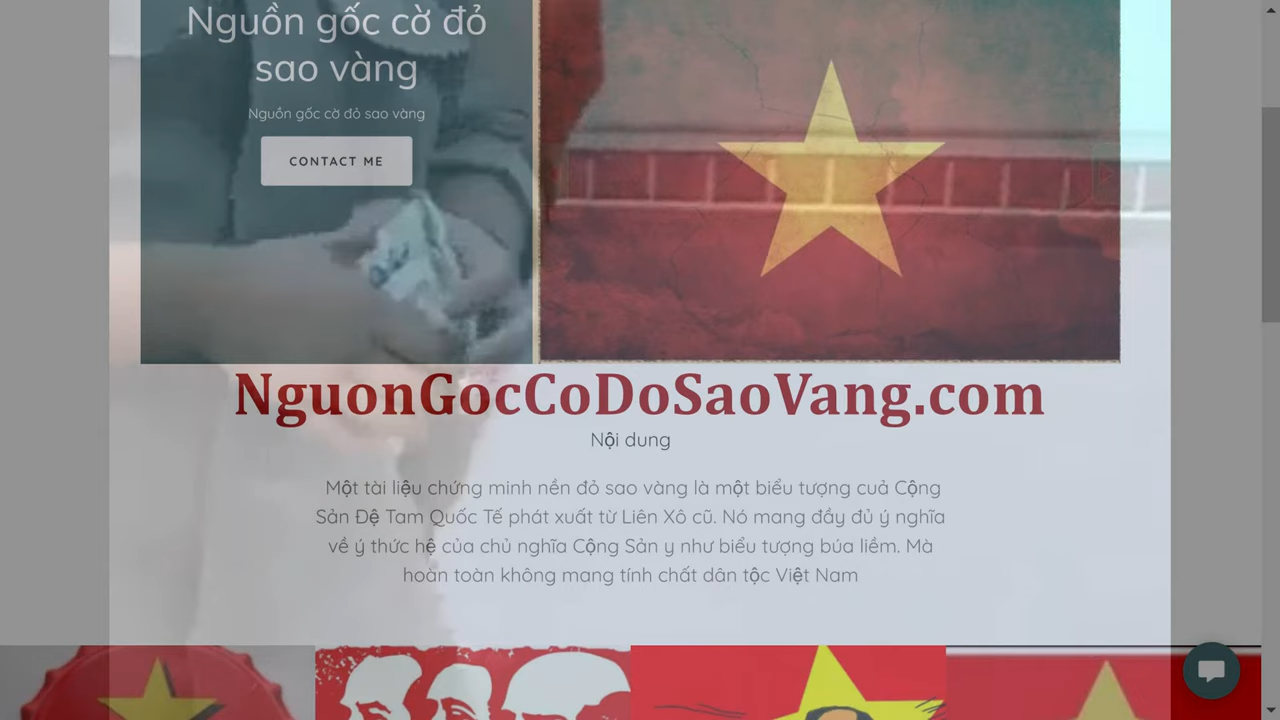 Nguồn gốc cờ đỏ
sao vàng
Nguồn gốc cờ đỏ sao vàng
CONTACT ME
NguonGocCoDoSaoVang.com
Nội dung
Một tài liệu chứng minh nền đỏ sao vàng là một biểu tượng cuả Cộng
Sản Đệ Tam Quốc Tế phát xuất từ Liên Xô cũ. Nó mang đầy đủ ý nghĩa
về ý thức hệ của chủ nghĩa Cộng Sản y như biểu tượng búa liềm. Mà
hoàn toàn không mang tính chất dân tộc Việt Nam